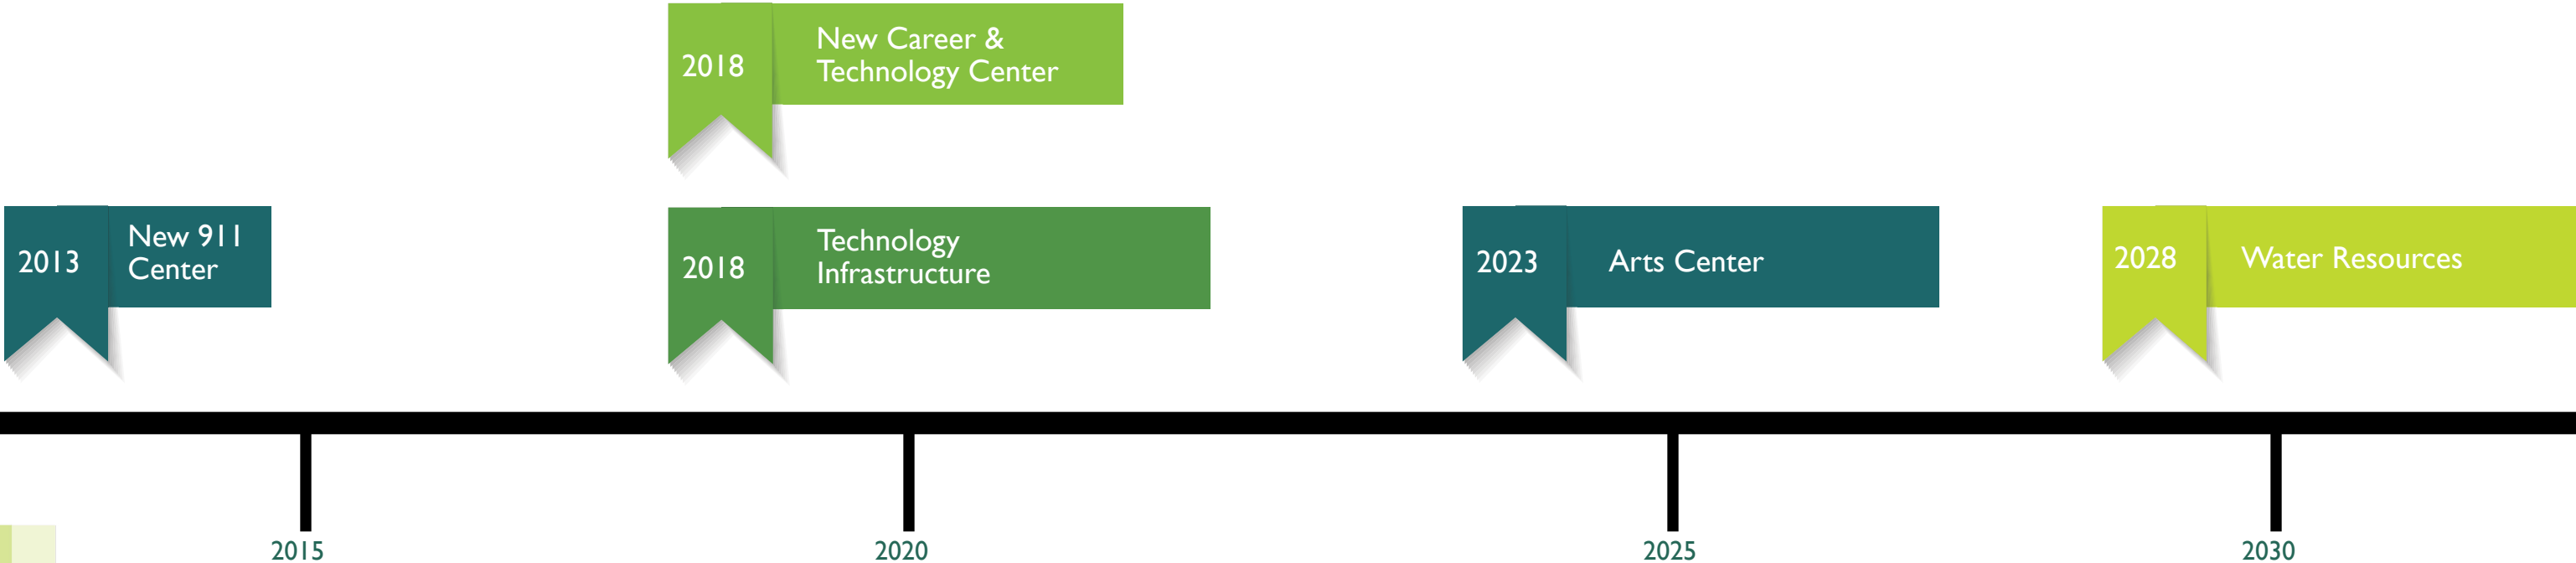 2018
New Career &
Technology Center
2013
New 911
Center
2018
Technology
Infrastructure
2023
Arts Center
2028
Water Resources
2015
2020
2025
2030